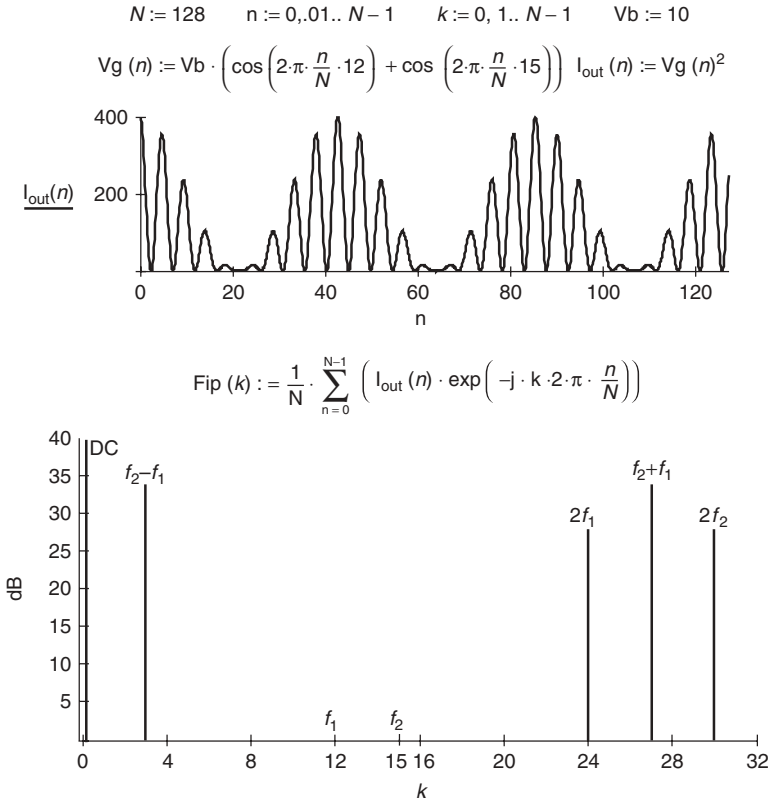 N := 128 n := 0,.01.. N – 1 k := 0, 1.. N – 1 Vb := 10
Vg (n) := Vb · (cos (2·π· n/N ·12) + cos (2·π· n/N ·15)) I_out (n) := Vg (n)^2
400
200
I_out(n)
0 20 40 60 80 100 120
n
Fip (k) : = 1/N · ∑_{n = 0}^{N–1} (I_out (n) · exp (–j · k ·2·π · n/N))
40
35
30
25
20
15
10
5
dB
DC
f₂–f₁
f₁
f₂
2f₁
f₂+f₁
2f₂
0 4 8 12 15 16 20 24 28 32
k